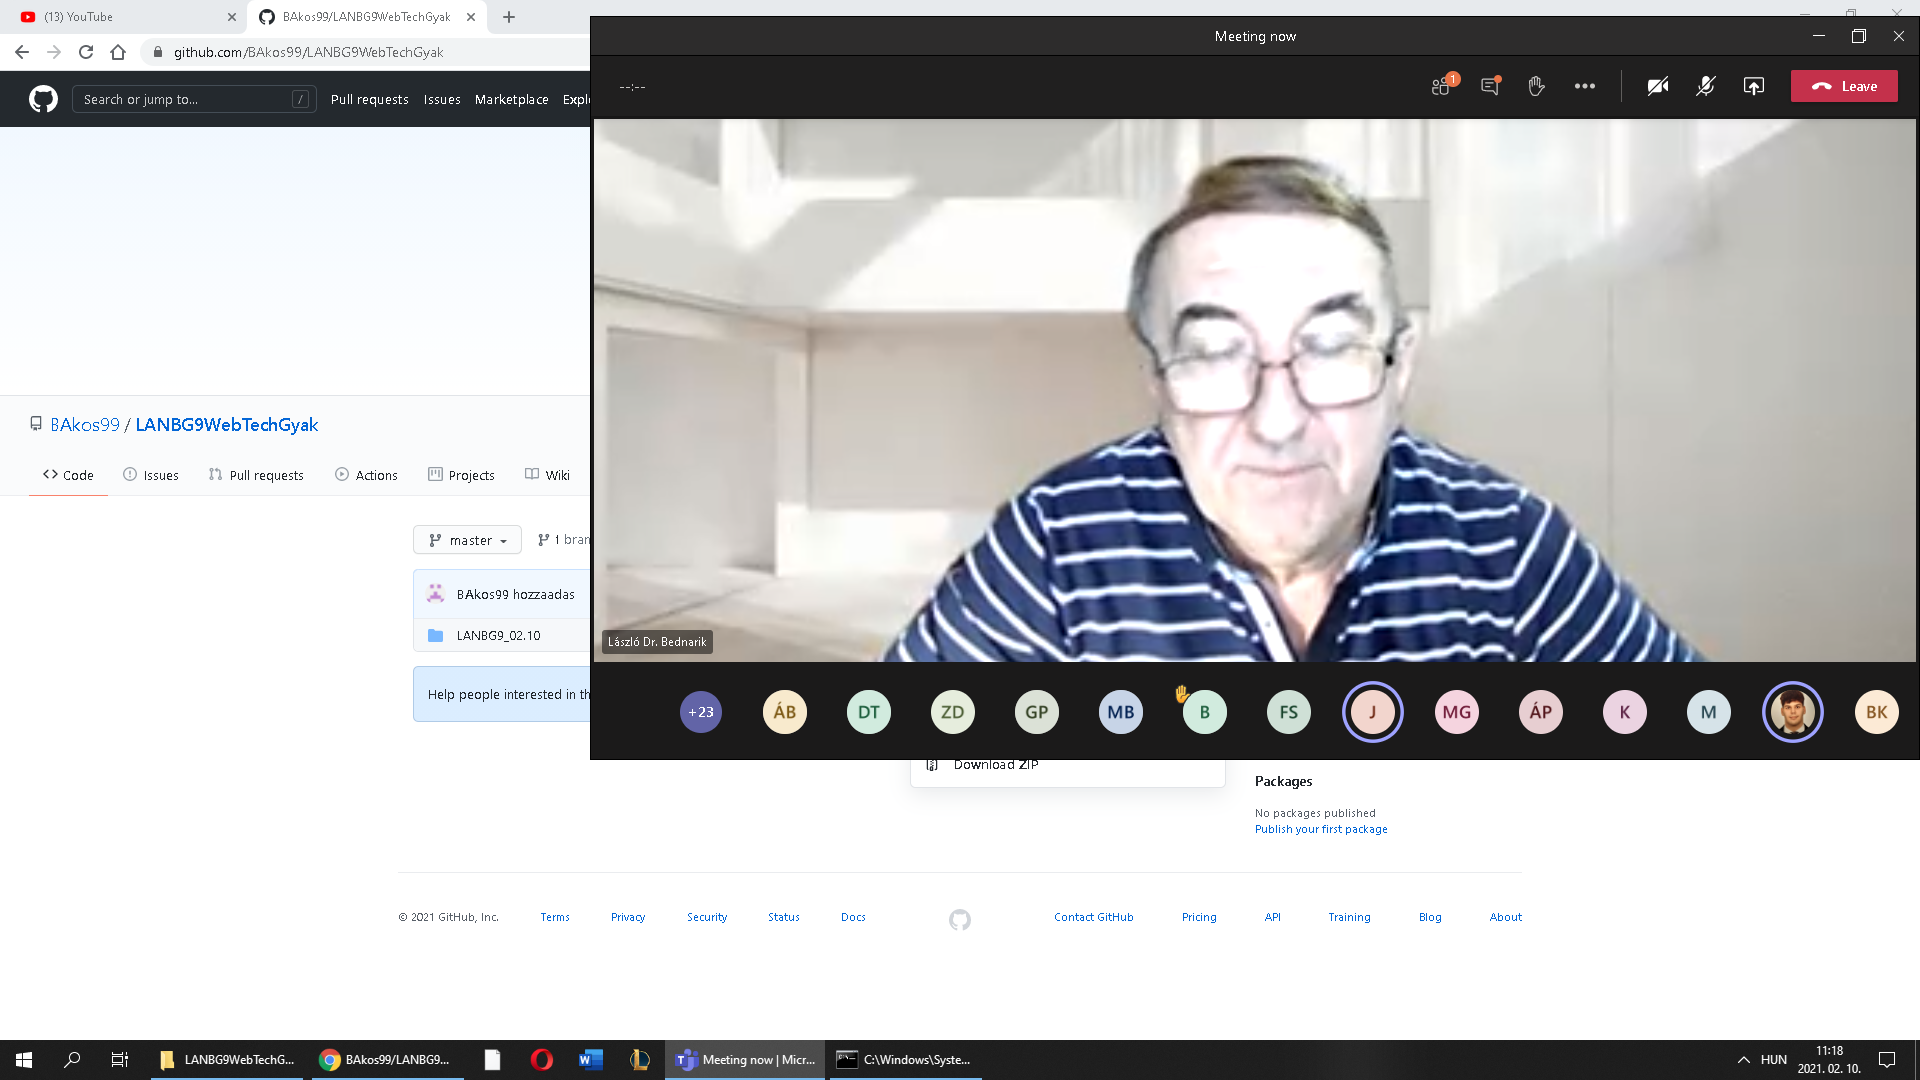 (13) YouTube
BAkos99/LANBG9WebTechGyak
github.com/BAkos99/LANBG9WebTechGyak
Meeting now
--:--
1
Leave
Search or jump to...
/
Pull requests
Issues
Marketplace
BAkos99 / LANBG9WebTechGyak
Code
Issues
Pull requests
Actions
Projects
Wiki
master
1
BAkos99 hozzaadas
LANBG9_02.10
Help people interested in
László Dr. Bednarik
+23
ÁB
DT
ZD
GP
MB
B
FS
J
MG
ÁP
K
M
BK
Download ZIP
Packages
No packages published
Publish your first package
© 2021 GitHub, Inc.
Terms
Privacy
Security
Status
Docs
Contact GitHub
Pricing
API
Training
Blog
About
LANBG9WebTechG...
BAkos99/LANBG9...
Meeting now | Micr...
C:\Windows\Syste...
HUN
11:18
2021. 02. 10.